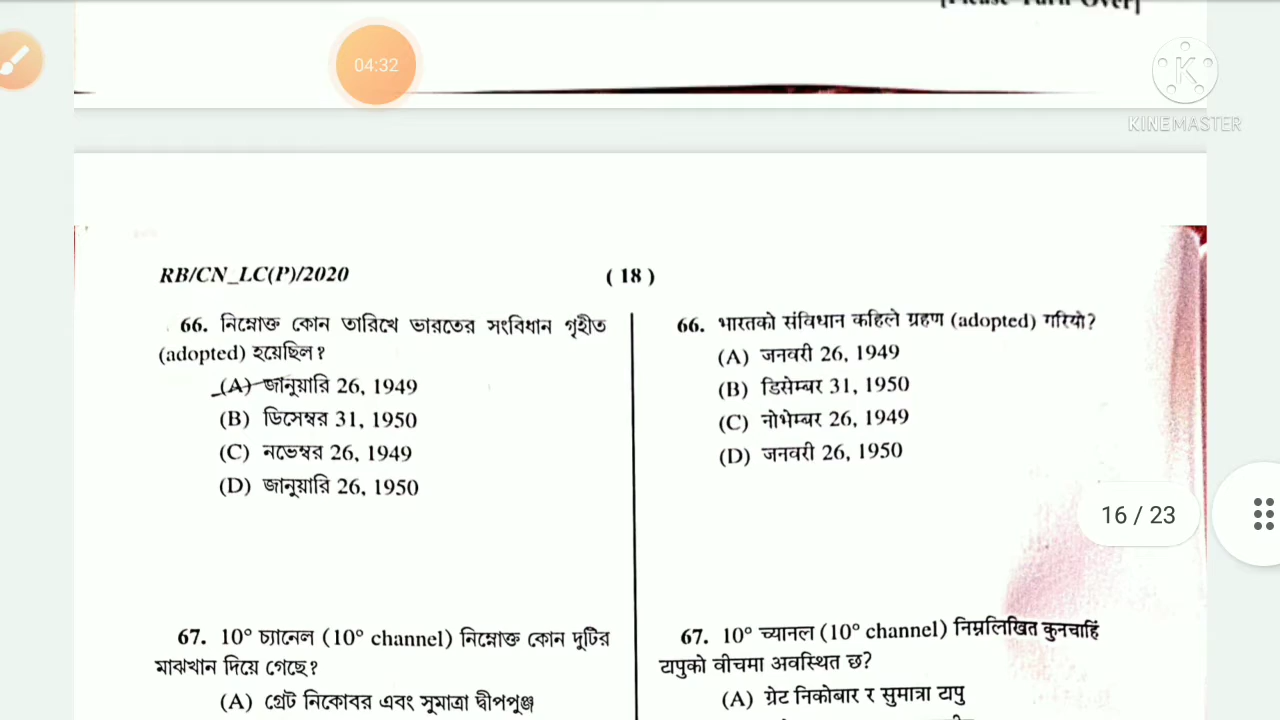 [Please Turn Over]
04:32
KINEMASTER
RB/CN_LC(P)/2020
( 18 )
66. নিম্নোক্ত কোন তারিখে ভারতের সংবিধান গৃহীত
(adopted) হয়েছিল?
(A) জানুয়ারি 26, 1949
(B) ডিসেম্বর 31, 1950
(C) নভেম্বর 26, 1949
(D) জানুয়ারি 26, 1950
67. 10° চ্যানেল (10° channel) নিম্নোক্ত কোন দুটির
মাঝখান দিয়ে গেছে?
(A) গ্রেট নিকোবর এবং সুমাত্রা দ্বীপপুঞ্জ
66. भारतको संविधान कहिले ग्रहण (adopted) गरियो?
(A) जनवरी 26, 1949
(B) डिसेम्बर 31, 1950
(C) नोभेम्बर 26, 1949
(D) जनवरी 26, 1950
16 / 23
67. 10° च्यानल (10° channel) निम्नलिखित कुनचाहिं
टापुको वीचमा अवस्थित छ?
(A) ग्रेट निकोबार र सुमात्रा टापु